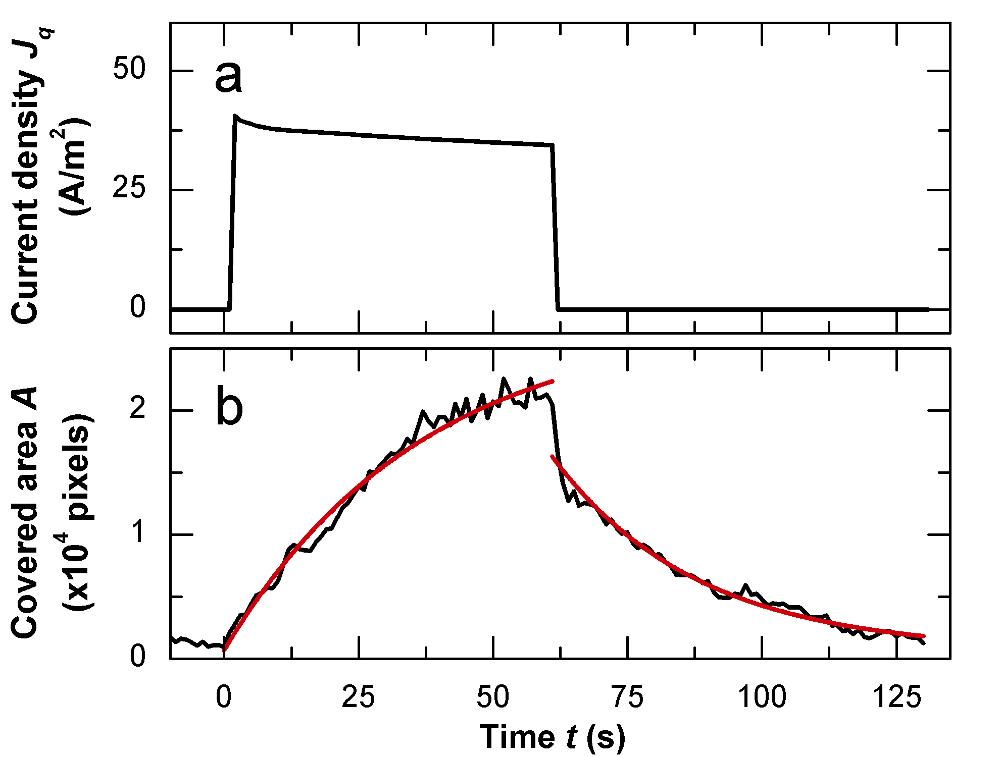 Current density Jq
(A/m²)
50
25
0
a
Covered area A
(x10⁴ pixels)
2
1
0
b
0 25 50 75 100 125
Time t (s)